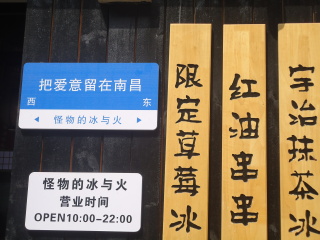 把爱意留在南昌
西 东
怪物的冰与火
怪物的冰与火
营业时间
OPEN10:00-22:00
限定草莓冰
红油串串
宇治抹茶冰